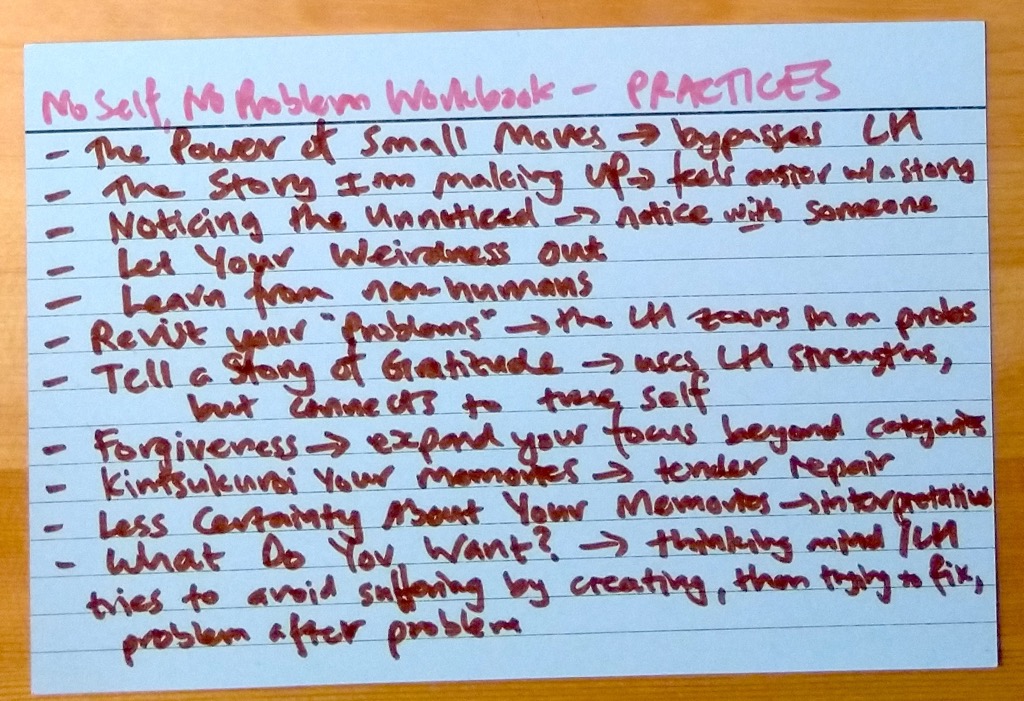 No Self, No Problem Workbook - PRACTICES
- The Power of Small Moves → bypasses LH
- The Story I'm Making UP → feels easier w/a story
- Noticing the Unnoticed → notice with someone
- Let Your Weirdness out
- Learn from non-humans
- Revisit your "Problems" → the LH zooms in on probs
- Tell a Story of Gratitude → uses LH strengths,
but connects to true self
- Forgiveness → expand your focus beyond categories
- Kintsukuroi Your Memories → tender repair
- Less Certainty About Your Memories → interpretation
- What Do You Want? → thinking mind/LH
tries to avoid suffering by creating, then trying to fix,
problem after problem